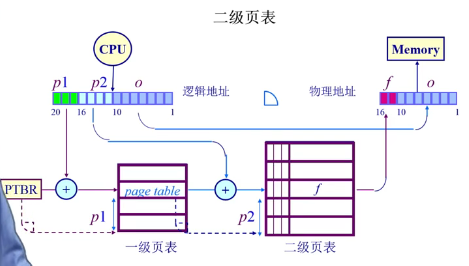 二级页表
CPU
Memory
p1 p2 o
逻辑地址
物理地址
f o
20 16 10 1
16 10 1
PTBR
+
page table
+
f
p1
p2
一级页表
二级页表